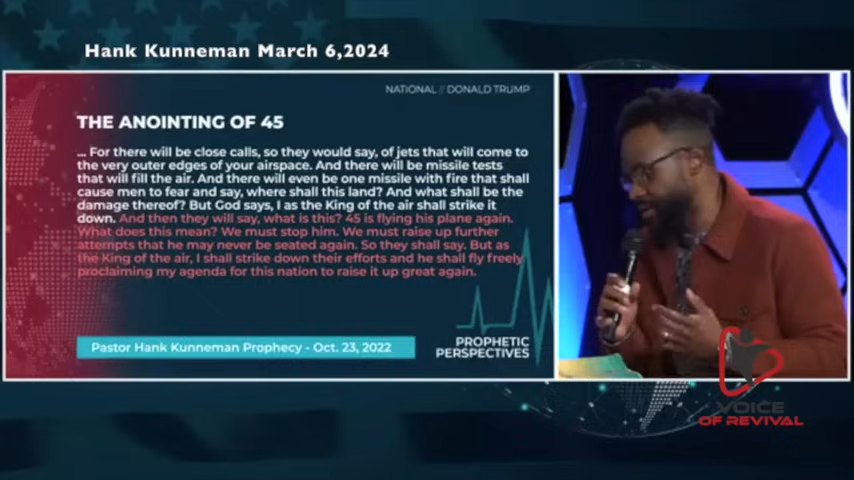 Hank Kunneman March 6,2024
NATIONAL // DONALD TRUMP
THE ANOINTING OF 45
... For there will be close calls, so they would say, of jets that will come to
the very outer edges of your airspace. And there will be missile tests
that will fill the air. And there will even be one missile with fire that shall
cause men to fear and say, where shall this land? And what shall be the
damage thereof? But God says, I as the King of the air shall strike it
down. And then they will say, what is this? 45 is flying his plane again.
What does this mean? We must stop him. We must raise up further
attempts that he may never be seated again. So they shall say. But as
the King of the air, I shall strike down their efforts and he shall fly freely
proclaiming my agenda for this nation to raise it up great again.
Pastor Hank Kunneman Prophecy - Oct. 23, 2022
PROPHETIC
PERSPECTIVES
VOICE
OF REVIVAL